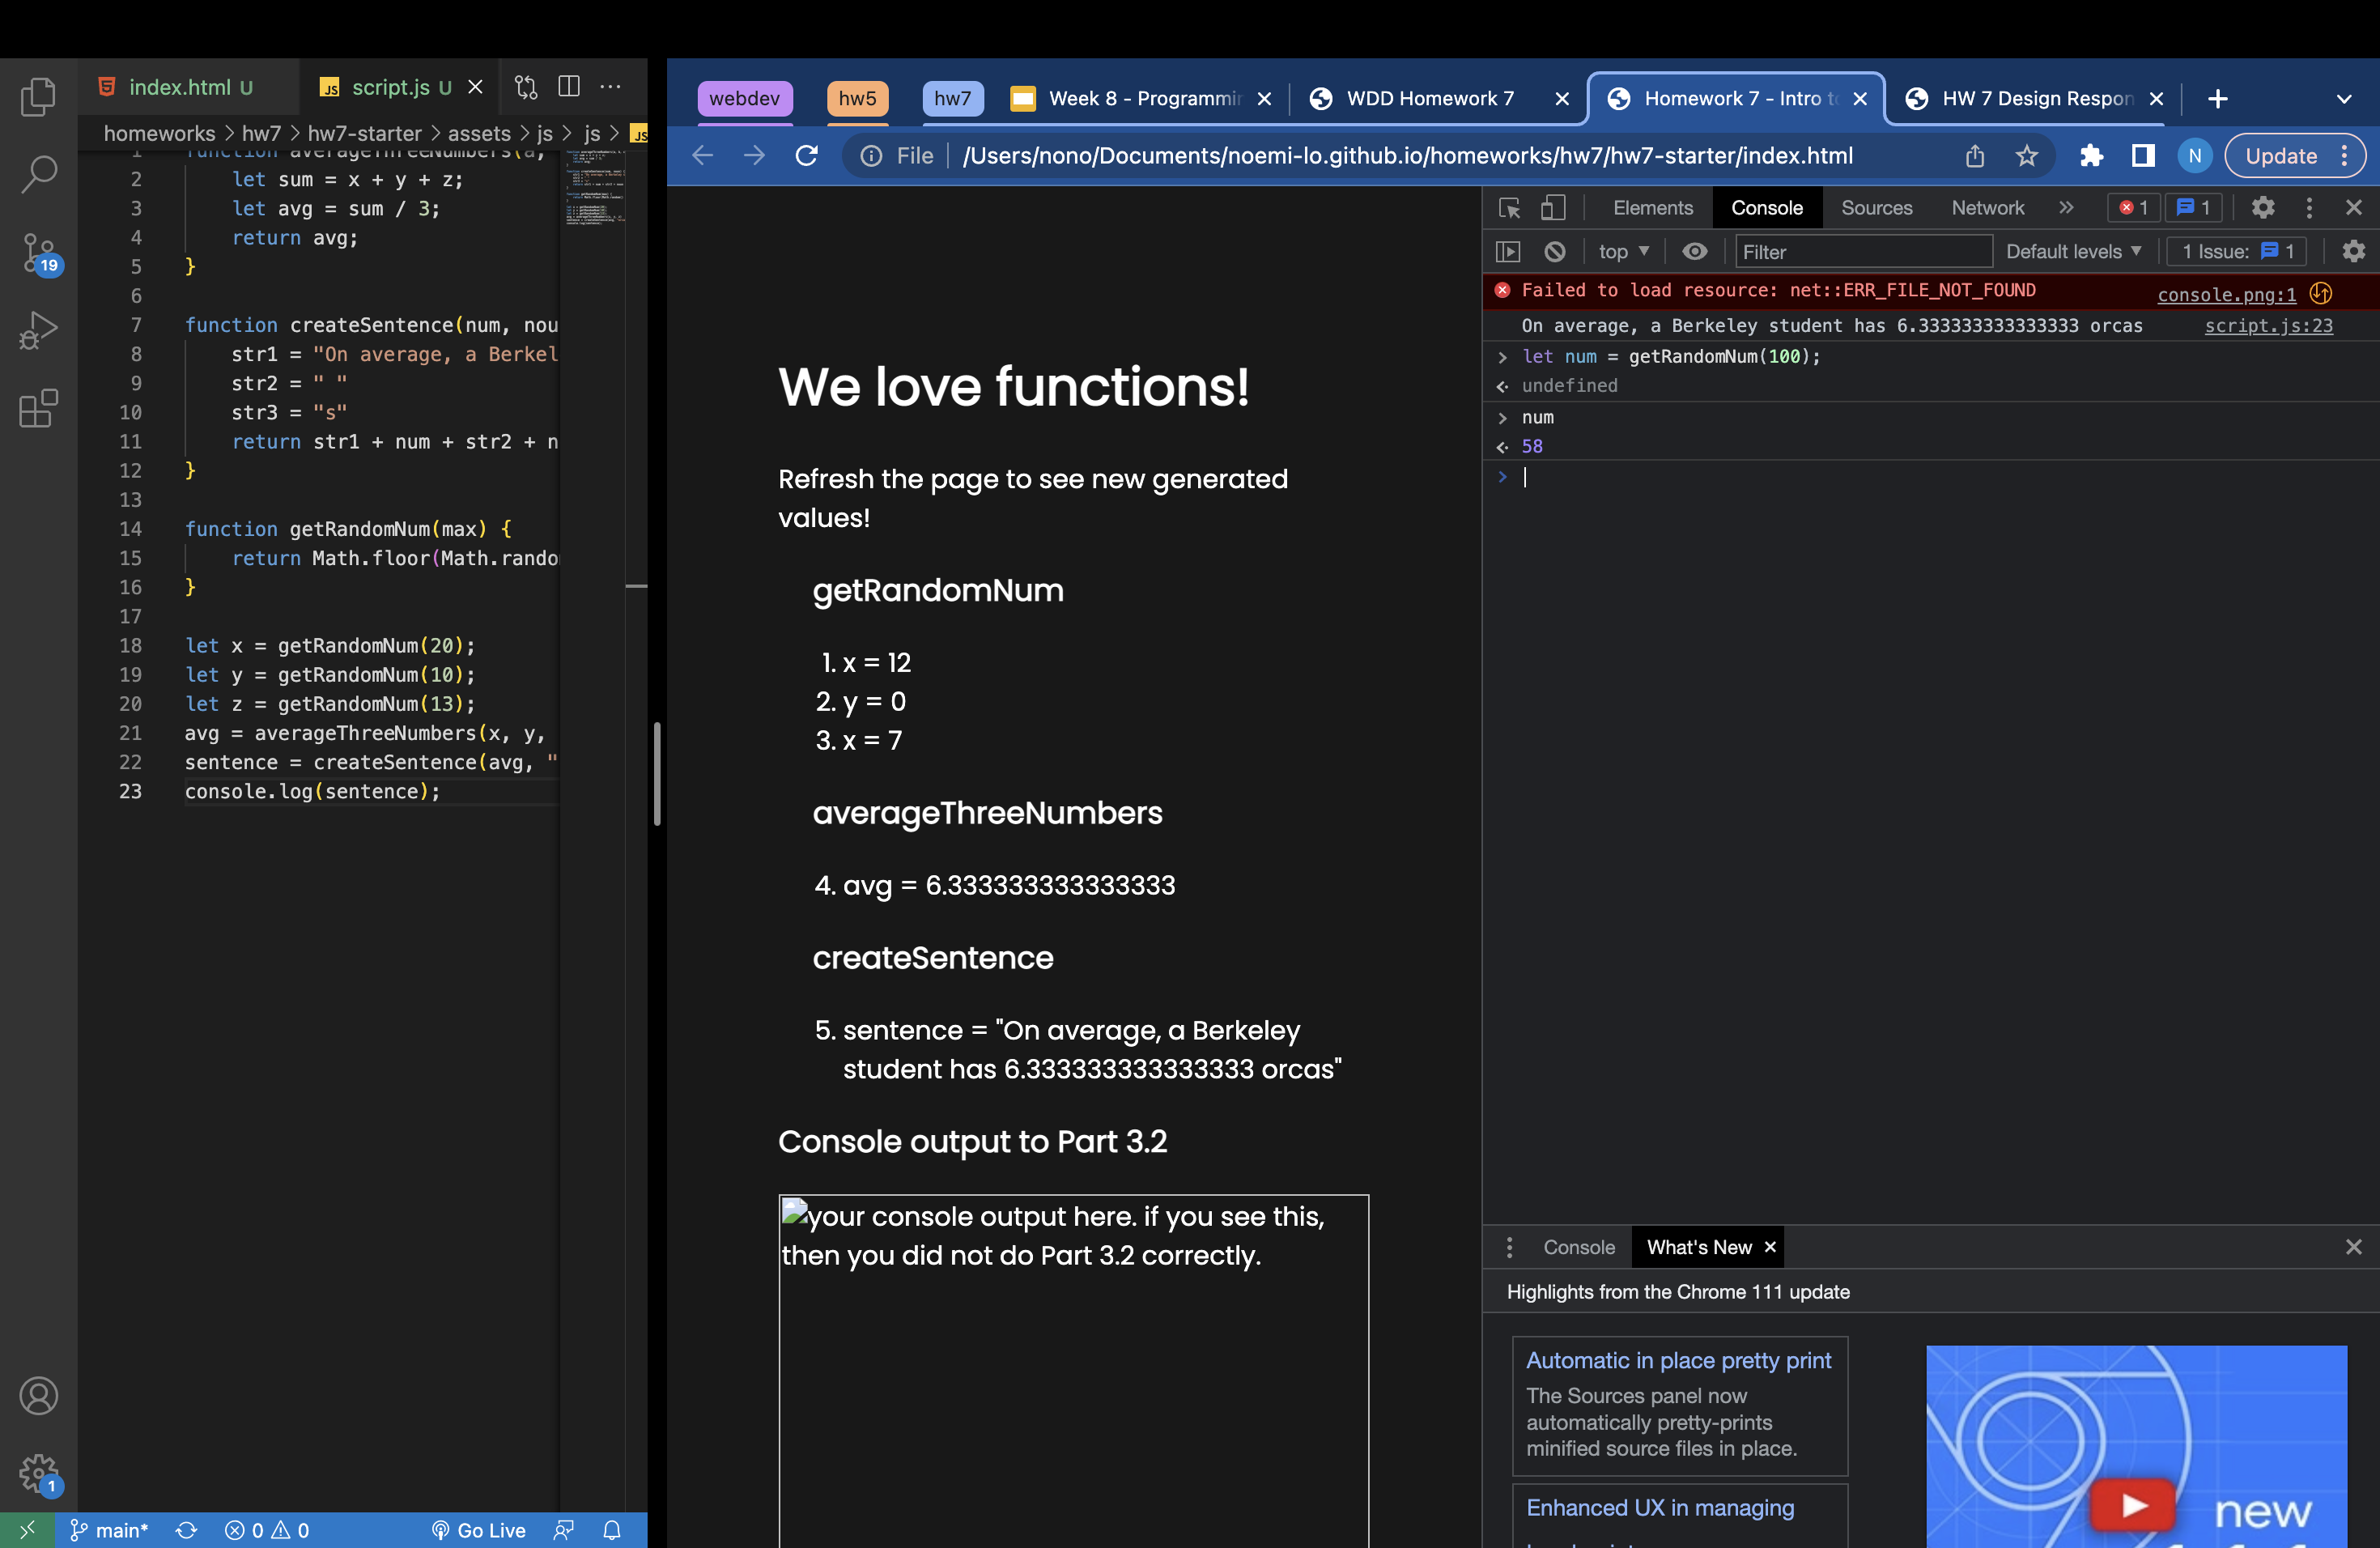 index.html U
script.js U
homeworks > hw7 > hw7-starter > assets > js > js >
1 function averageThreeNumbers(a,
2 let sum = x + y + z;
3 let avg = sum / 3;
4 return avg;
5 }
6
7 function createSentence(num, nou
8 str1 = "On average, a Berkel
9 str2 = " "
10 str3 = "s"
11 return str1 + num + str2 + n
12 }
13
14 function getRandomNum(max) {
15 return Math.floor(Math.rando
16 }
17
18 let x = getRandomNum(20);
19 let y = getRandomNum(10);
20 let z = getRandomNum(13);
21 avg = averageThreeNumbers(x, y,
22 sentence = createSentence(avg, "
23 console.log(sentence);
19
1
main*
0
0
Go Live
webdev
hw5
hw7
Week 8 - Programmin
WDD Homework 7
Homework 7 - Intro to
HW 7 Design Respon
File
/Users/nono/Documents/noemi-lo.github.io/homeworks/hw7/hw7-starter/index.html
N
Update
We love functions!
Refresh the page to see new generated
values!
getRandomNum
1. x = 12
2. y = 0
3. x = 7
averageThreeNumbers
4. avg = 6.333333333333333
createSentence
5. sentence = "On average, a Berkeley
student has 6.333333333333333 orcas"
Console output to Part 3.2
your console output here. if you see this,
then you did not do Part 3.2 correctly.
Elements
Console
Sources
Network
1
1
top
Filter
Default levels
1 Issue: 1
Failed to load resource: net::ERR_FILE_NOT_FOUND
console.png:1
On average, a Berkeley student has 6.333333333333333 orcas
script.js:23
> let num = getRandomNum(100);
undefined
> num
58
>
Console
What's New
Highlights from the Chrome 111 update
Automatic in place pretty print
The Sources panel now
automatically pretty-prints
minified source files in place.
Enhanced UX in managing
new